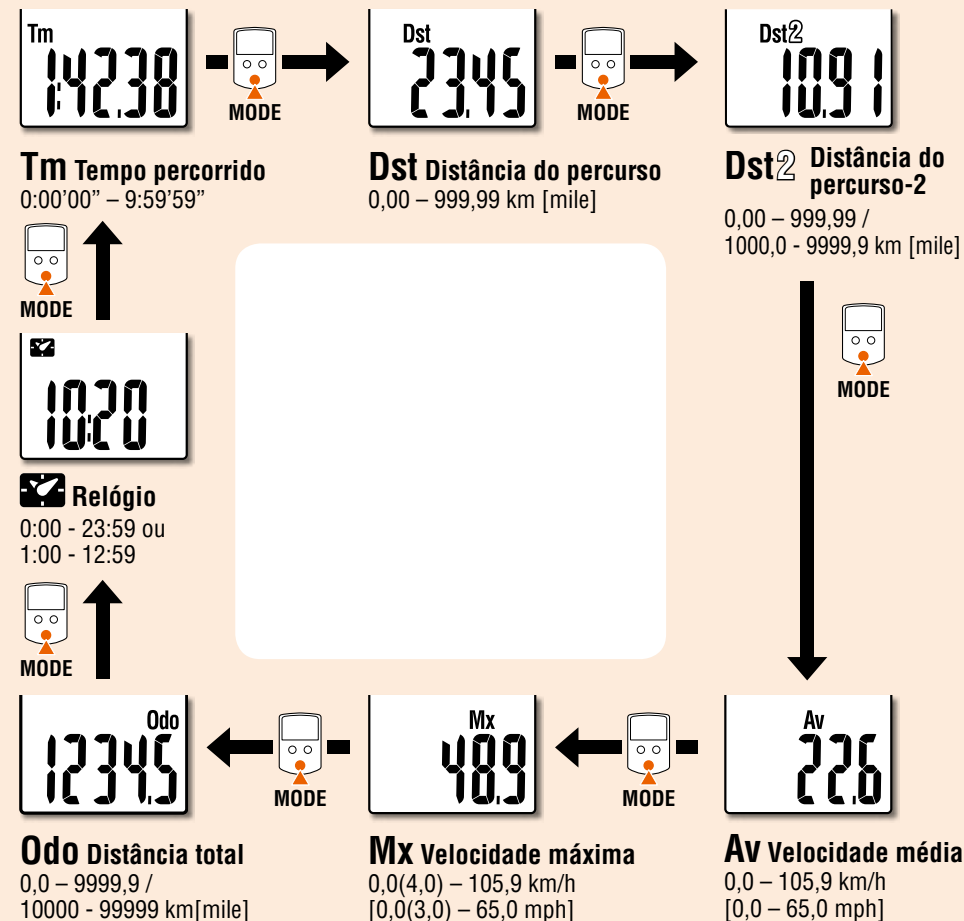 Tm
1:42.38
MODE
Dst
23.45
MODE
Dst2
10.91
Tm Tempo percorrido
0:00’00” – 9:59’59”
Dst Distância do percurso
0,00 – 999,99 km [mile]
Dst2 Distância do
percurso-2
0,00 – 999,99 /
1000,0 - 9999,9 km [mile]
MODE
MODE
10:20
Relógio
0:00 - 23:59 ou
1:00 - 12:59
MODE
Odo
1234.5
MODE
Mx
48.9
MODE
Av
22.6
Odo Distância total
0,0 – 9999,9 /
10000 - 99999 km[mile]
Mx Velocidade máxima
0,0(4,0) – 105,9 km/h
[0,0(3,0) – 65,0 mph]
Av Velocidade média
0,0 – 105,9 km/h
[0,0 – 65,0 mph]